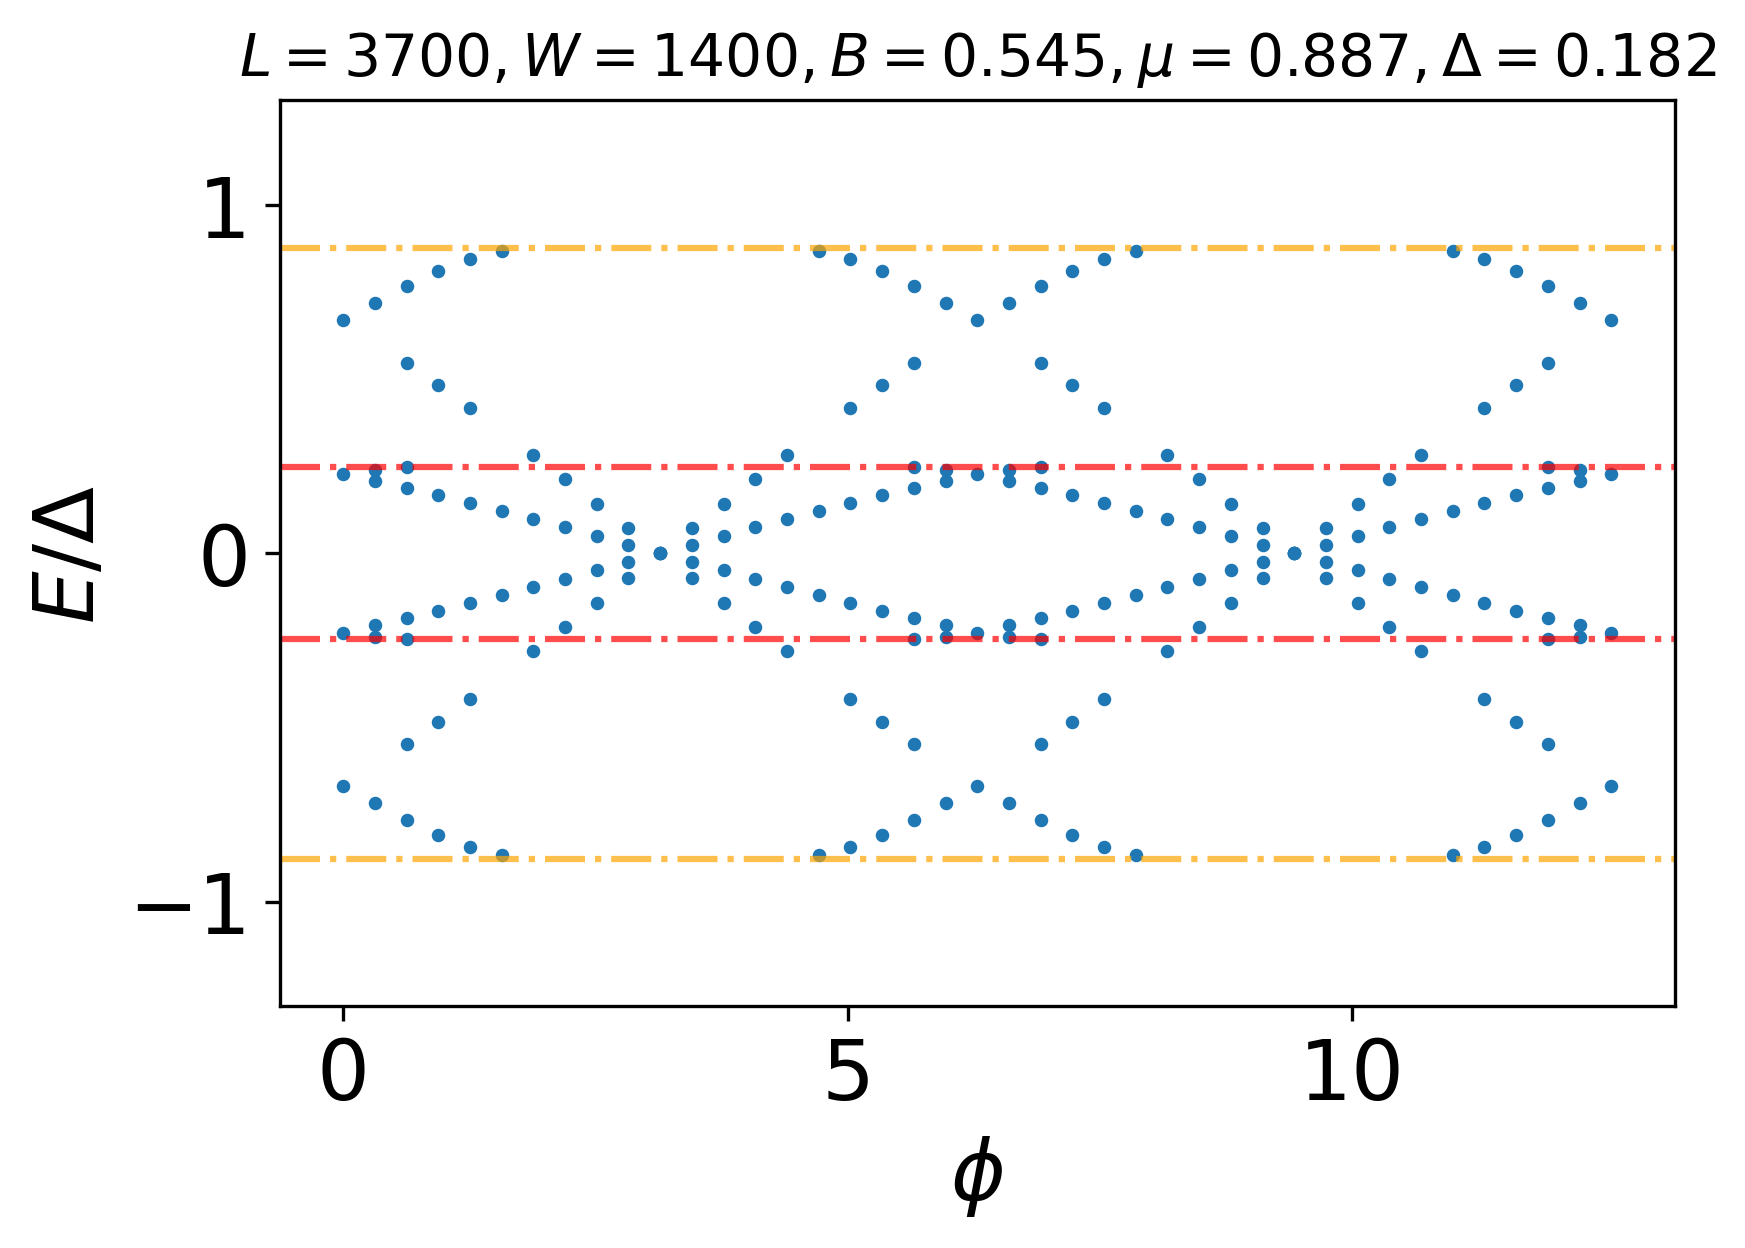 L = 3700, W = 1400, B = 0.545, μ = 0.887, Δ = 0.182
E/Δ
1
0
−1
0 5 10
ϕ